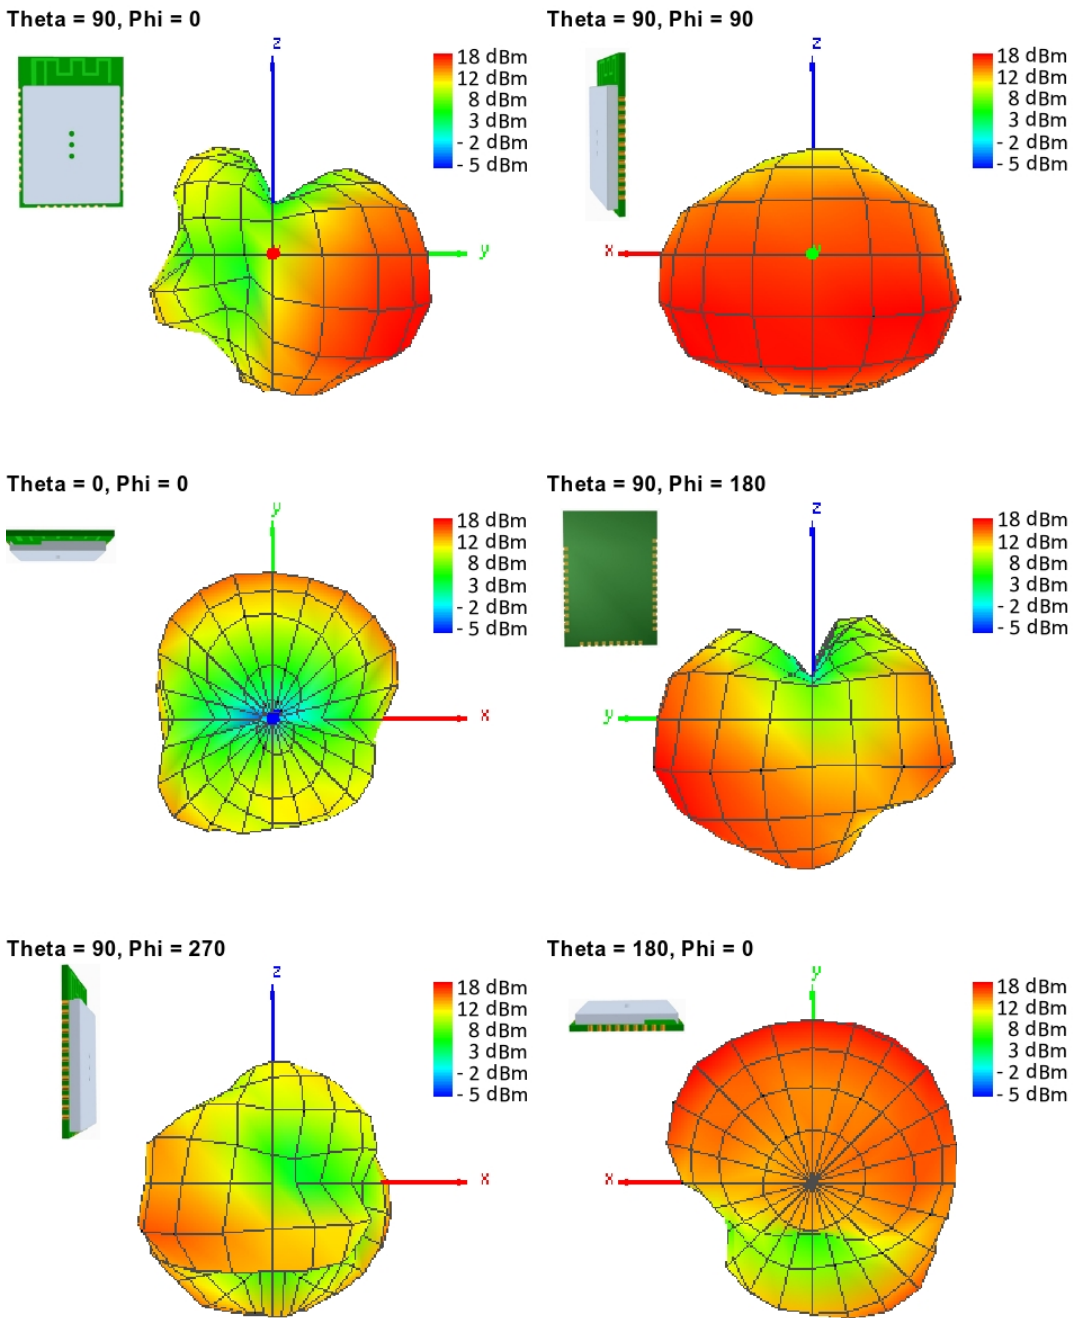 Theta = 90, Phi = 0
z
18 dBm
12 dBm
8 dBm
3 dBm
- 2 dBm
- 5 dBm
y
Theta = 90, Phi = 90
z
18 dBm
12 dBm
8 dBm
3 dBm
- 2 dBm
- 5 dBm
x
y
Theta = 0, Phi = 0
y
18 dBm
12 dBm
8 dBm
3 dBm
- 2 dBm
- 5 dBm
x
Theta = 90, Phi = 180
z
18 dBm
12 dBm
8 dBm
3 dBm
- 2 dBm
- 5 dBm
y
Theta = 90, Phi = 270
z
18 dBm
12 dBm
8 dBm
3 dBm
- 2 dBm
- 5 dBm
x
Theta = 180, Phi = 0
y
18 dBm
12 dBm
8 dBm
3 dBm
- 2 dBm
- 5 dBm
x